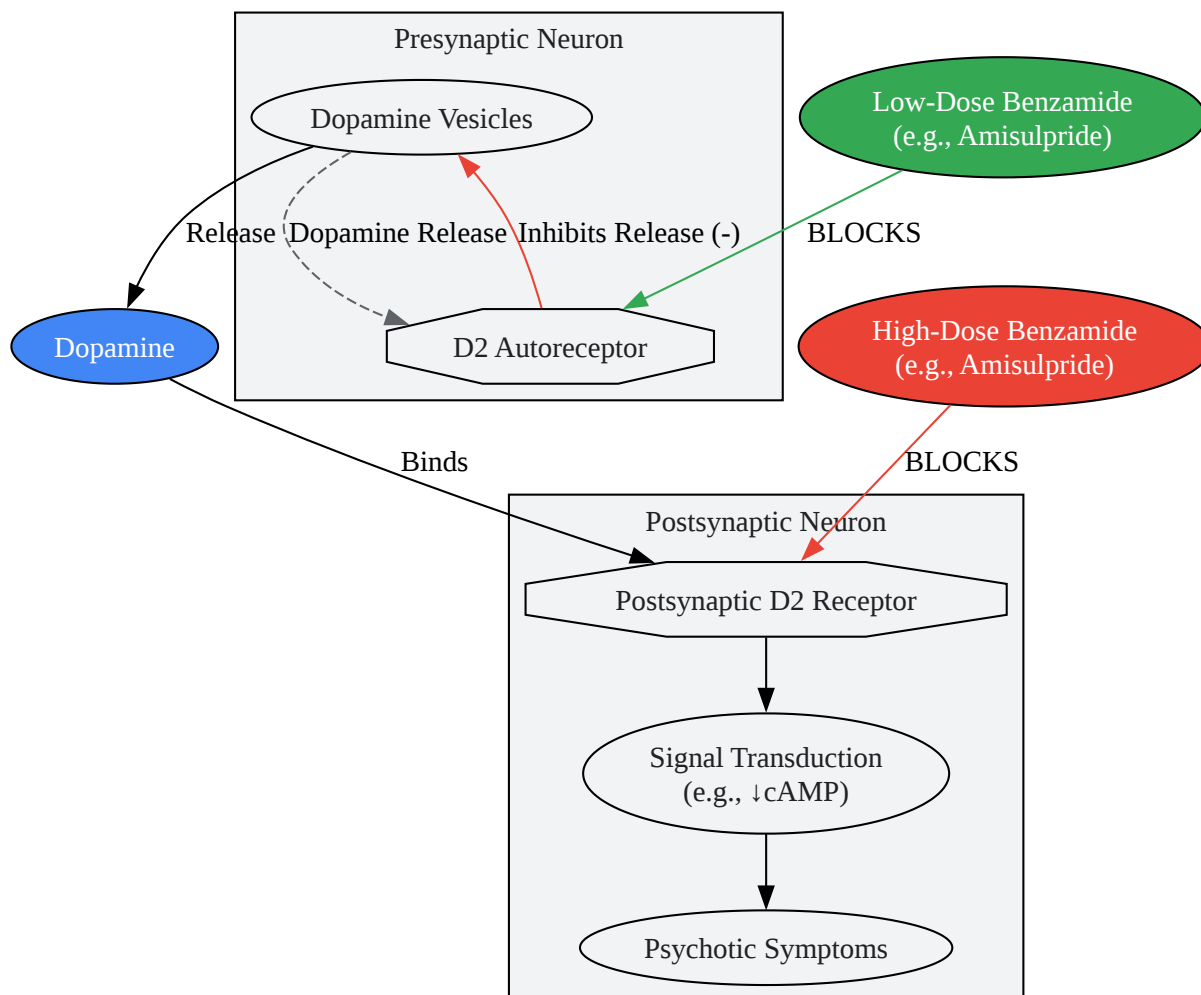 Presynaptic Neuron
Dopamine Vesicles
Low-Dose Benzamide
(e.g., Amisulpride)
Release
Dopamine Release
Inhibits Release (-)
BLOCKS
Dopamine
D2 Autoreceptor
High-Dose Benzamide
(e.g., Amisulpride)
Binds
BLOCKS
Postsynaptic Neuron
Postsynaptic D2 Receptor
Signal Transduction
(e.g., ↓cAMP)
Psychotic Symptoms